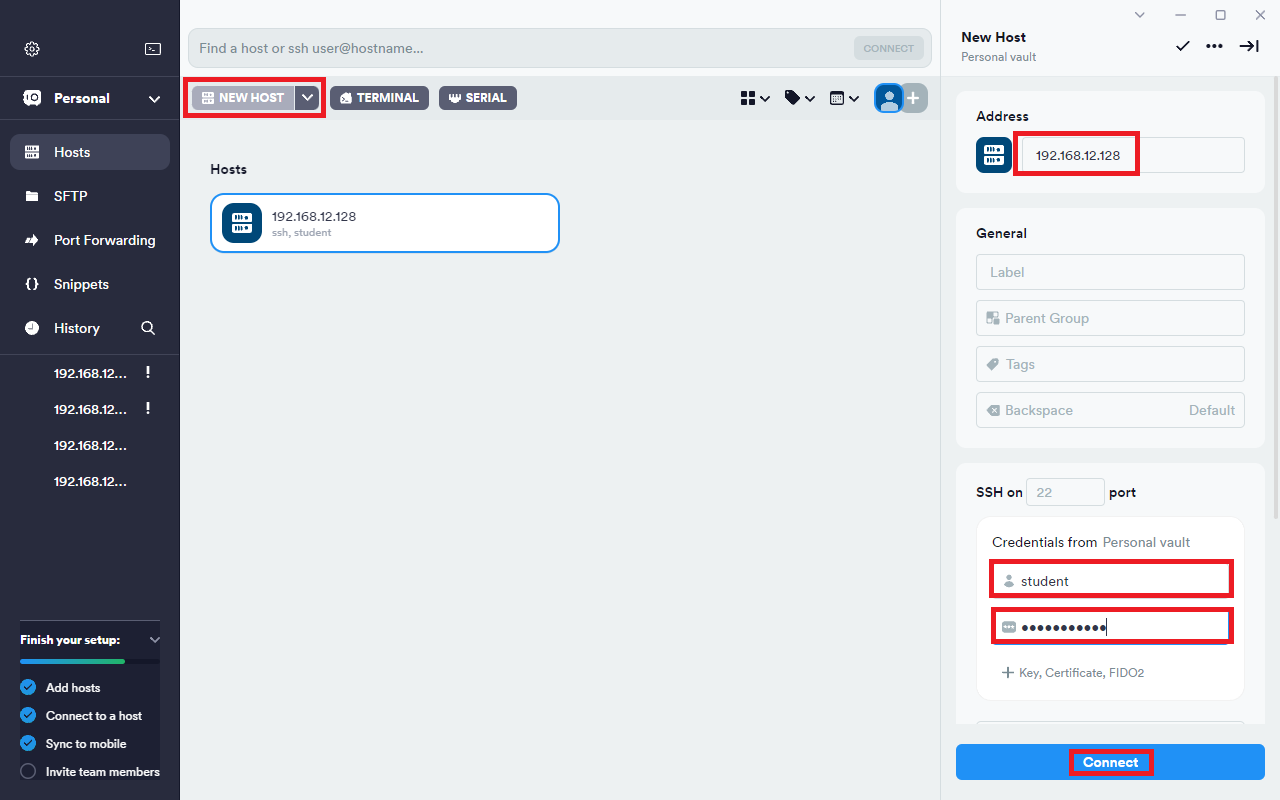 Personal
Hosts
SFTP
Port Forwarding
Snippets
History
192.168.12...
192.168.12...
192.168.12...
192.168.12...
Finish your setup:
Add hosts
Connect to a host
Sync to mobile
Invite team members
Find a host or ssh user@hostname...
CONNECT
NEW HOST
TERMINAL
SERIAL
Hosts
192.168.12.128
ssh, student
New Host
Personal vault
Address
192.168.12.128
General
Label
Parent Group
Tags
Backspace Default
SSH on 22 port
Credentials from Personal vault
student
●●●●●●●●●●●
Key, Certificate, FIDO2
Connect